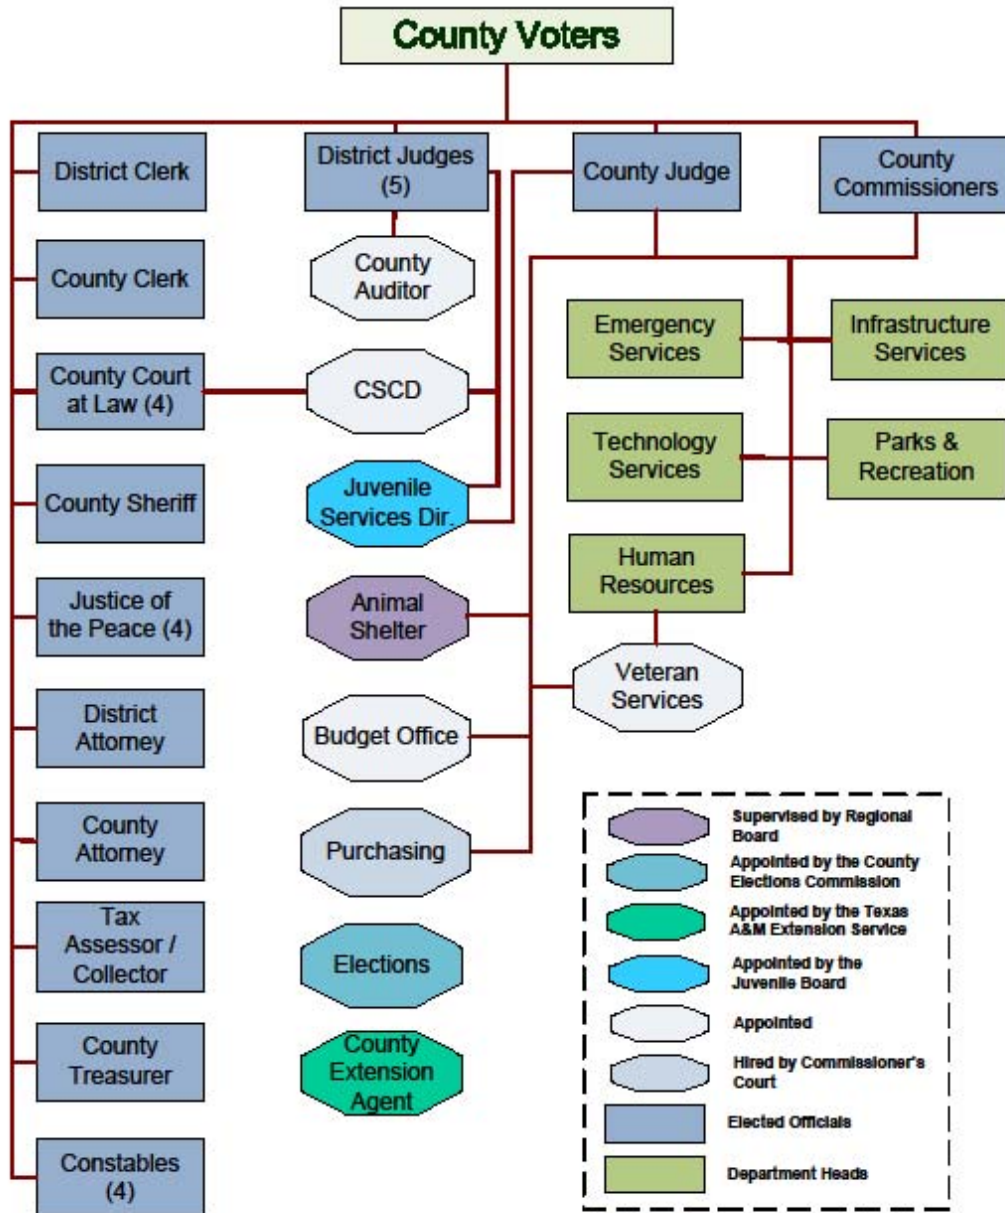 County Voters
District Clerk
District Judges
(5)
County Judge
County
Commissioners
County Clerk
County
Auditor
Emergency
Services
Infrastructure
Services
County Court
at Law (4)
CSCD
Technology
Services
Parks &
Recreation
County Sheriff
Juvenile
Services Dir.
Human
Resources
Justice of
the Peace (4)
Animal
Shelter
Veteran
Services
District
Attorney
Budget Office
County
Attorney
Purchasing
Tax
Assessor /
Collector
Elections
County
Treasurer
County
Extension
Agent
Constables
(4)
Supervised by Regional
Board
Appointed by the County
Elections Commission
Appointed by the Texas
A&M Extension Service
Appointed by the
Juvenile Board
Appointed
Hired by Commissioner's
Court
Elected Officials
Department Heads